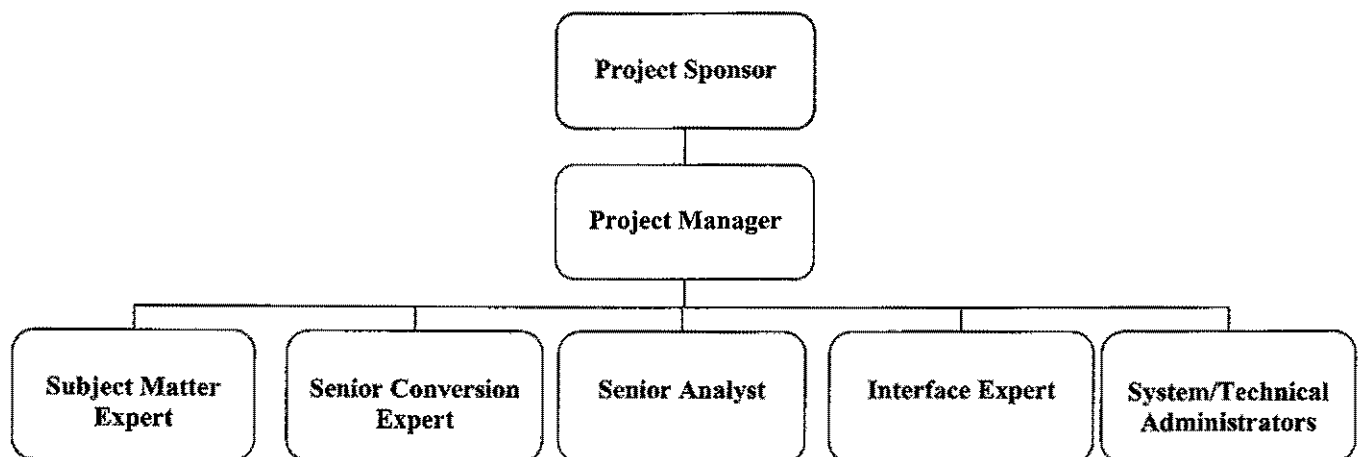 Project Sponsor
Project Manager
Subject Matter
Expert
Senior Conversion
Expert
Senior Analyst
Interface Expert
System/Technical
Administrators